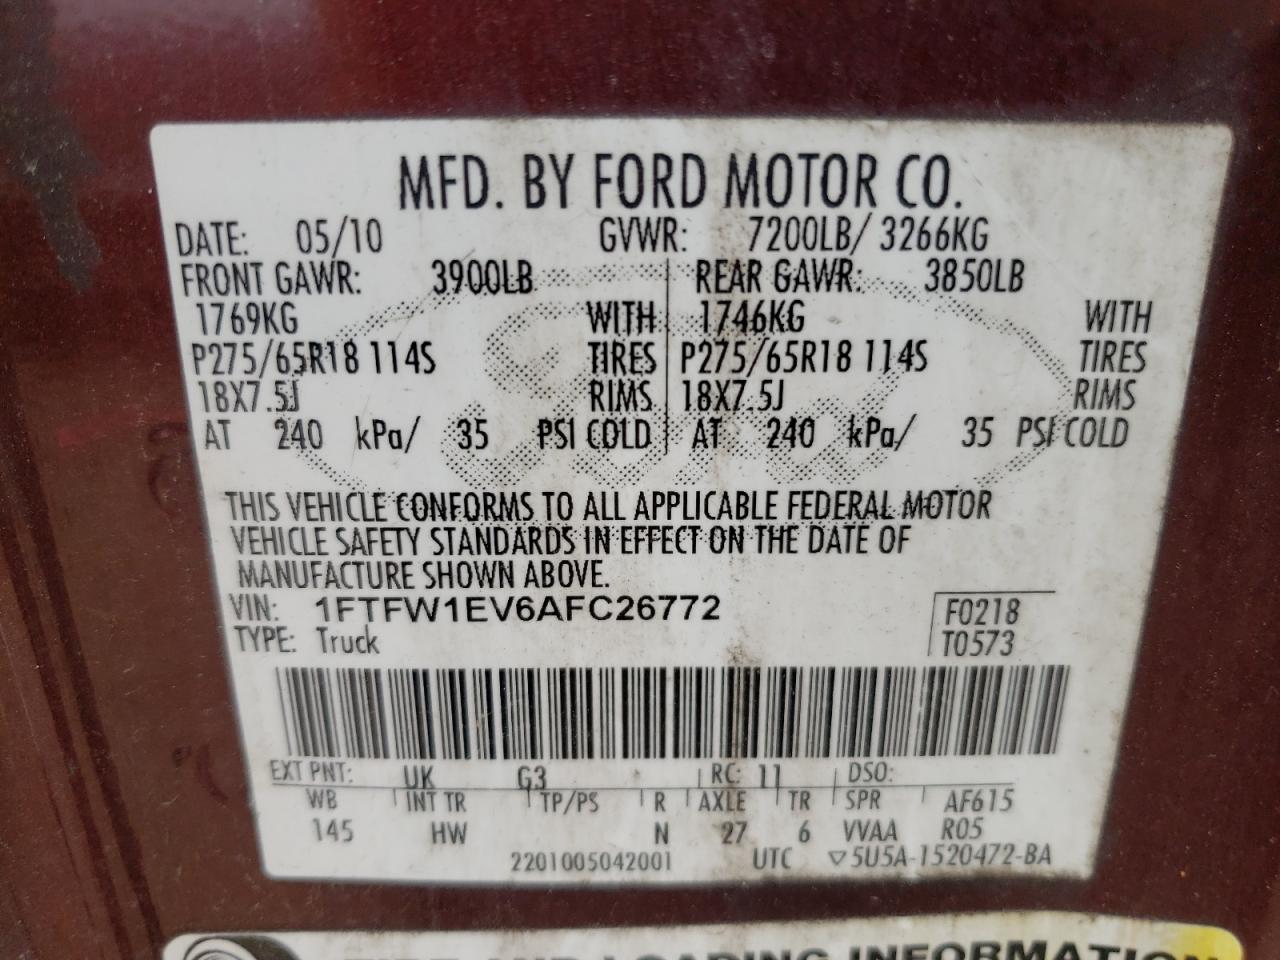 MFD. BY FORD MOTOR CO.
DATE: 05/10 GVWR: 7200LB/ 3266KG
FRONT GAWR: 3900LB REAR GAWR: 3850LB
1769KG WITH 1746KG WITH
P275/65R18 114S TIRES P275/65R18 114S TIRES
18X7.5J RIMS 18X7.5J RIMS
AT 240 kPa/ 35 PSI COLD AT 240 kPa/ 35 PSI COLD
THIS VEHICLE CONFORMS TO ALL APPLICABLE FEDERAL MOTOR
VEHICLE SAFETY STANDARDS IN EFFECT ON THE DATE OF
MANUFACTURE SHOWN ABOVE.
VIN: 1FTFW1EV6AFC26772 F0218
TYPE: Truck T0573
EXT PNT: UK G3 RC: 11 DSO:
WB INT TR TP/PS R AXLE TR SPR AF615
145 HW N 27 6 VVAA R05
2201005042001 UTC ▽5U5A-1520472-BA
TIRE AND LOADING INFORMATION